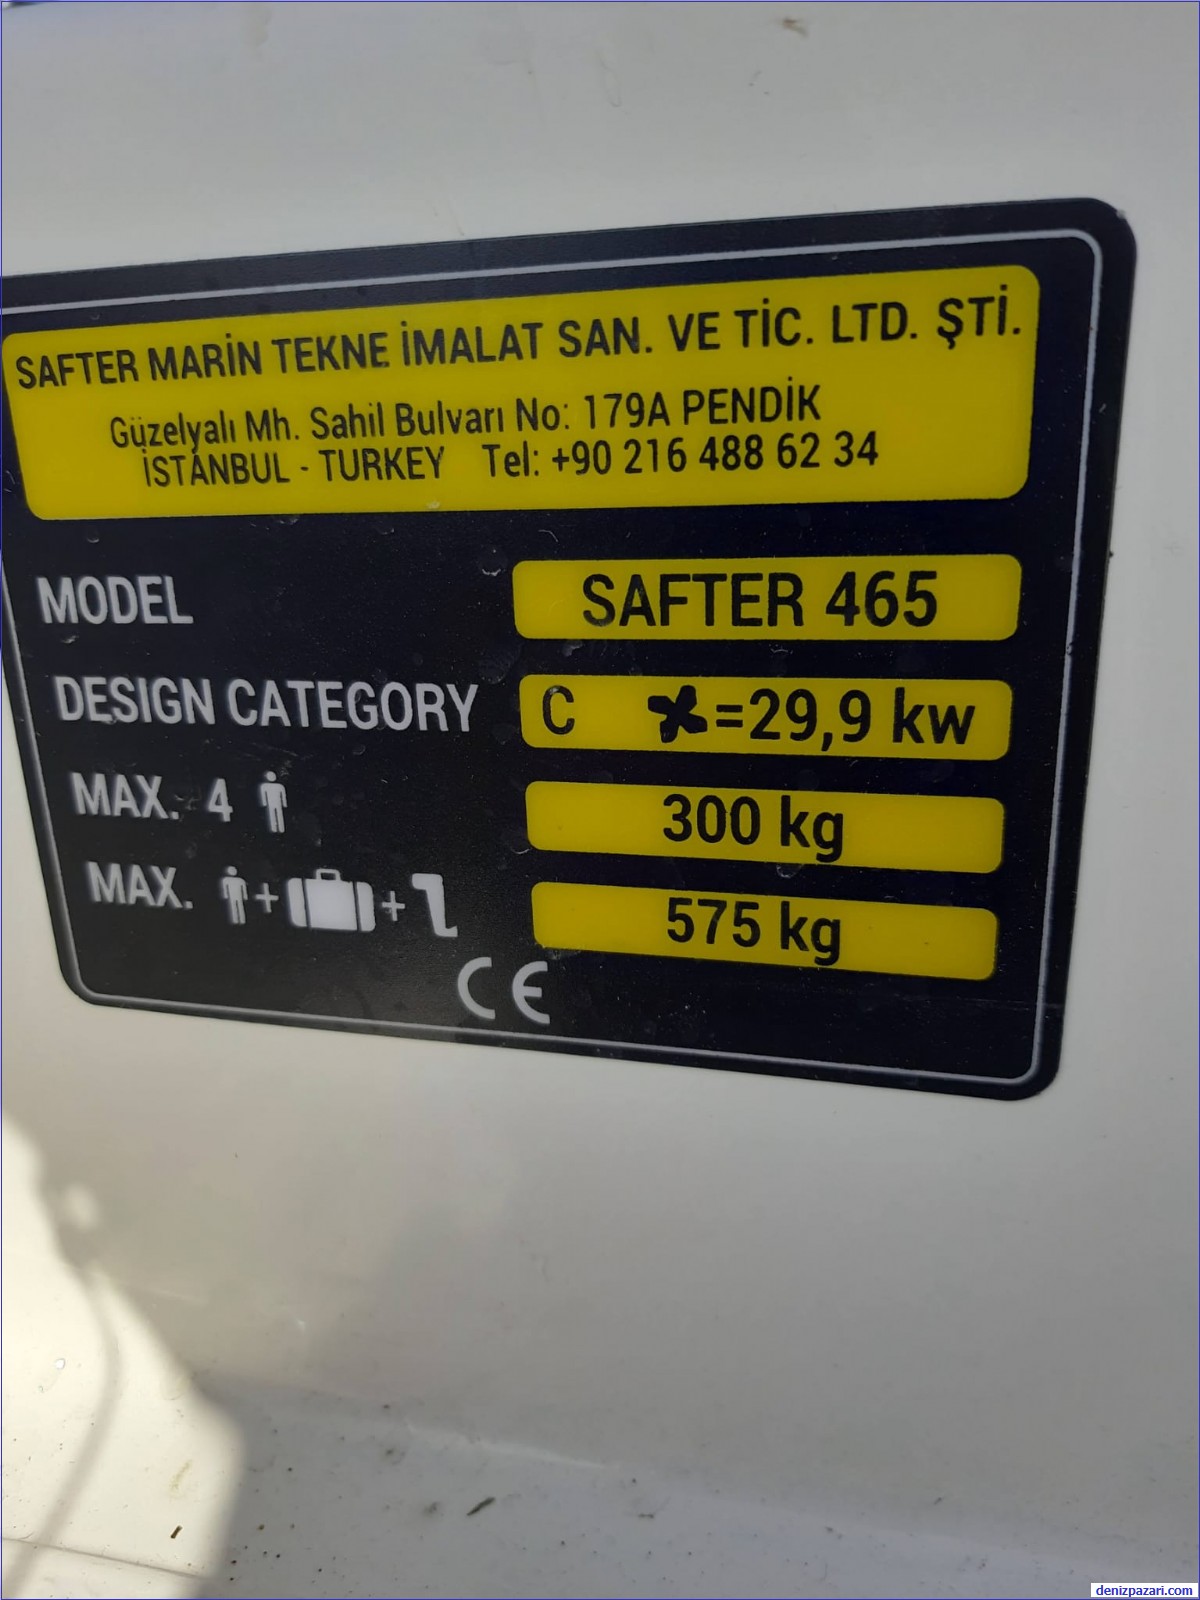 SAFTER MARİN TEKNE İMALAT SAN. VE TİC. LTD. ŞTİ.
Güzelyalı Mh. Sahil Bulvarı No: 179A PENDİK
İSTANBUL - TURKEY Tel: +90 216 488 62 34
MODEL SAFTER 465
DESIGN CATEGORY C =29,9 kw
MAX. 4 300 kg
MAX. + + 575 kg
CE
denizpazari.com